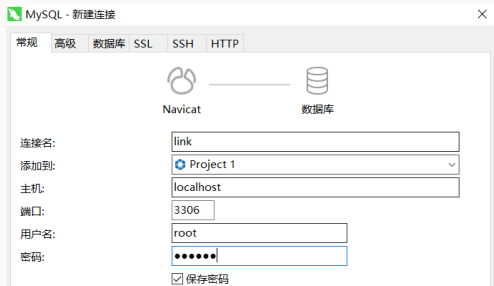 MySQL - 新建连接
常规 高级 数据库 SSL SSH HTTP
Navicat 数据库
连接名: link
添加到: Project 1
主机: localhost
端口: 3306
用户名: root
密码: ●●●●●●
保存密码